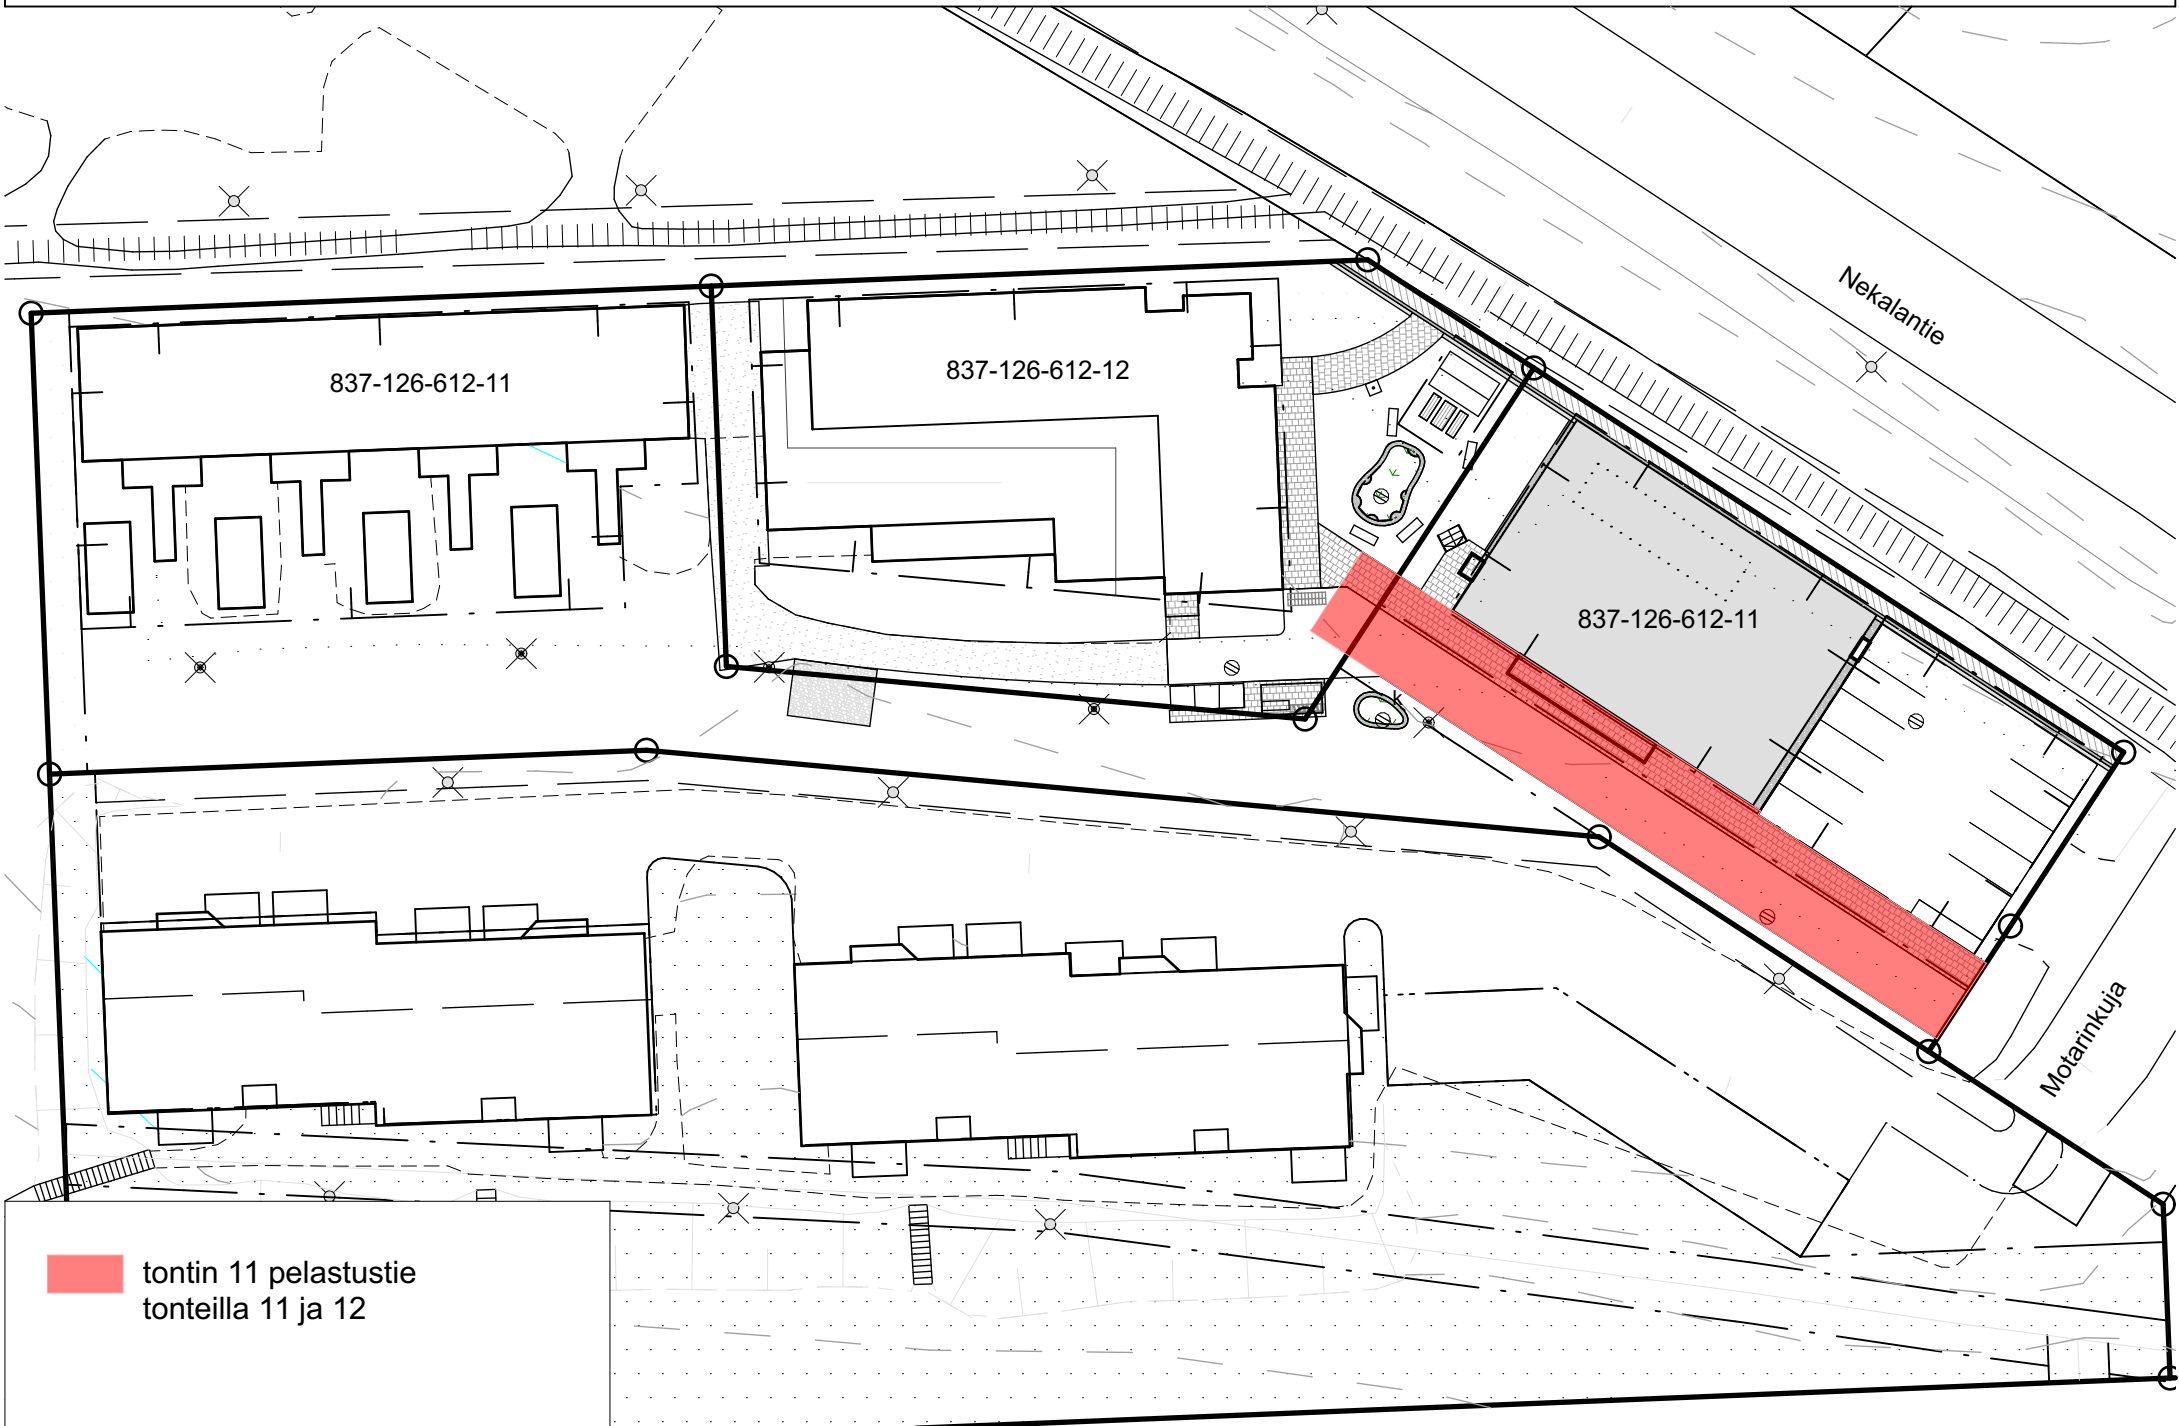 Nekalantie
837-126-612-11
837-126-612-12
837-126-612-11
k
Motarinkuja
tontin 11 pelastustie
tonteilla 11 ja 12